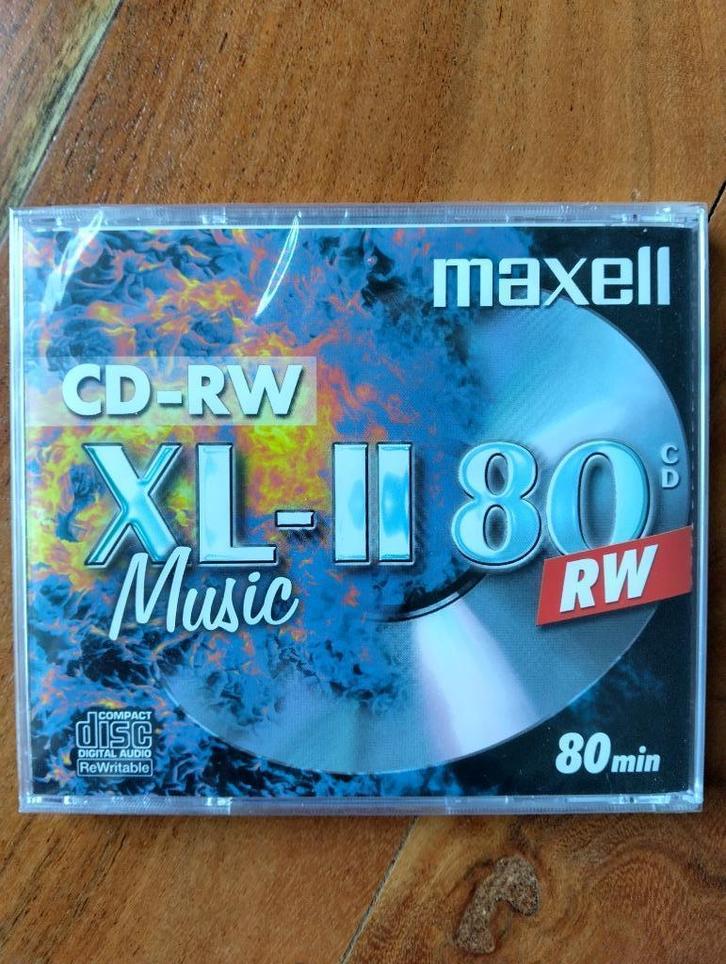 maxell
CD-RW
XL-II 80
CD
RW
Music
COMPACT
disc
DIGITAL AUDIO
ReWritable
80min